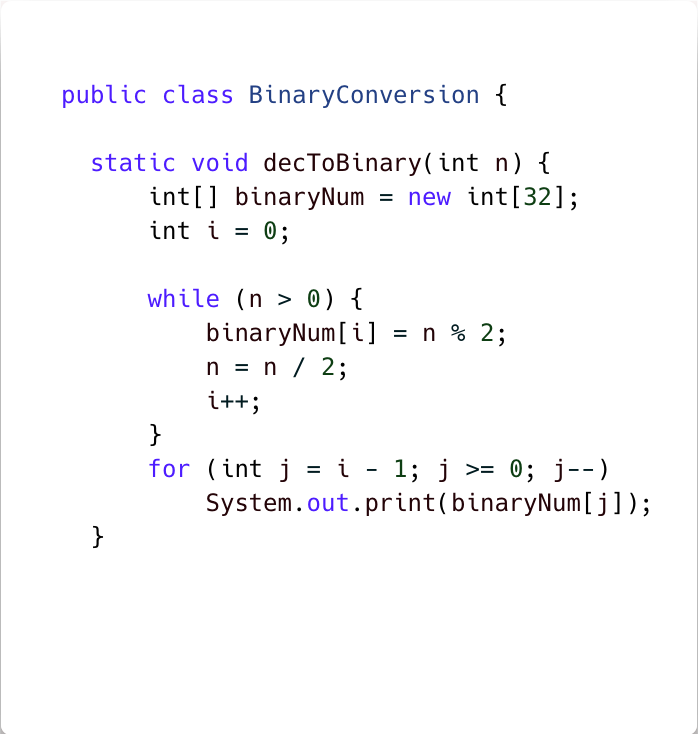 public class BinaryConversion {
static void decToBinary(int n) {
int[] binaryNum = new int[32];
int i = 0;
while (n > 0) {
binaryNum[i] = n % 2;
n = n / 2;
i++;
}
for (int j = i - 1; j >= 0; j--)
System.out.print(binaryNum[j]);
}